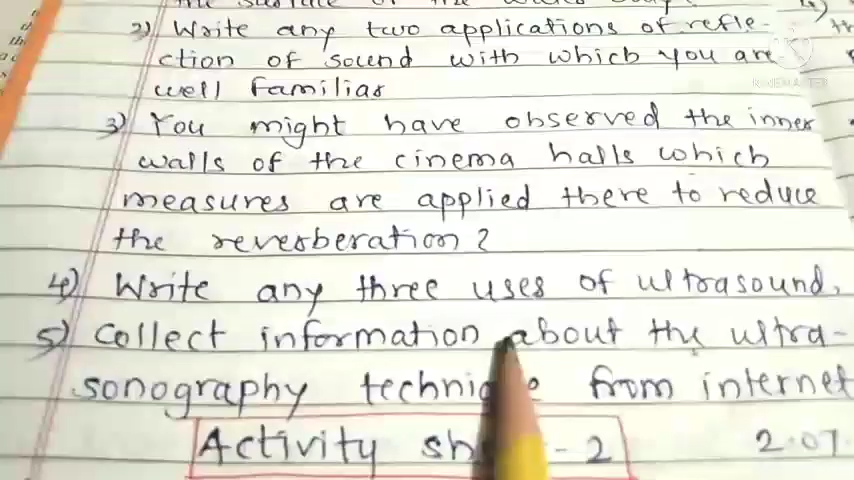 2) Write any two applications of refle-
ction of sound with which you are
well familiar
3) You might have observed the inner
walls of the cinema halls which
measures are applied there to reduce
the reverberation?
4) Write any three uses of ultrasound.
5) Collect information about the ultra-
sonography technique from internet
Activity - 2 2.07.